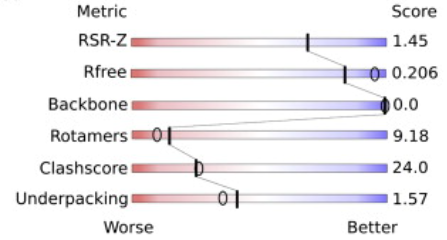 Metric Score
RSR-Z 1.45
Rfree 0.206
Backbone 0.0
Rotamers 9.18
Clashscore 24.0
Underpacking 1.57
Worse Better